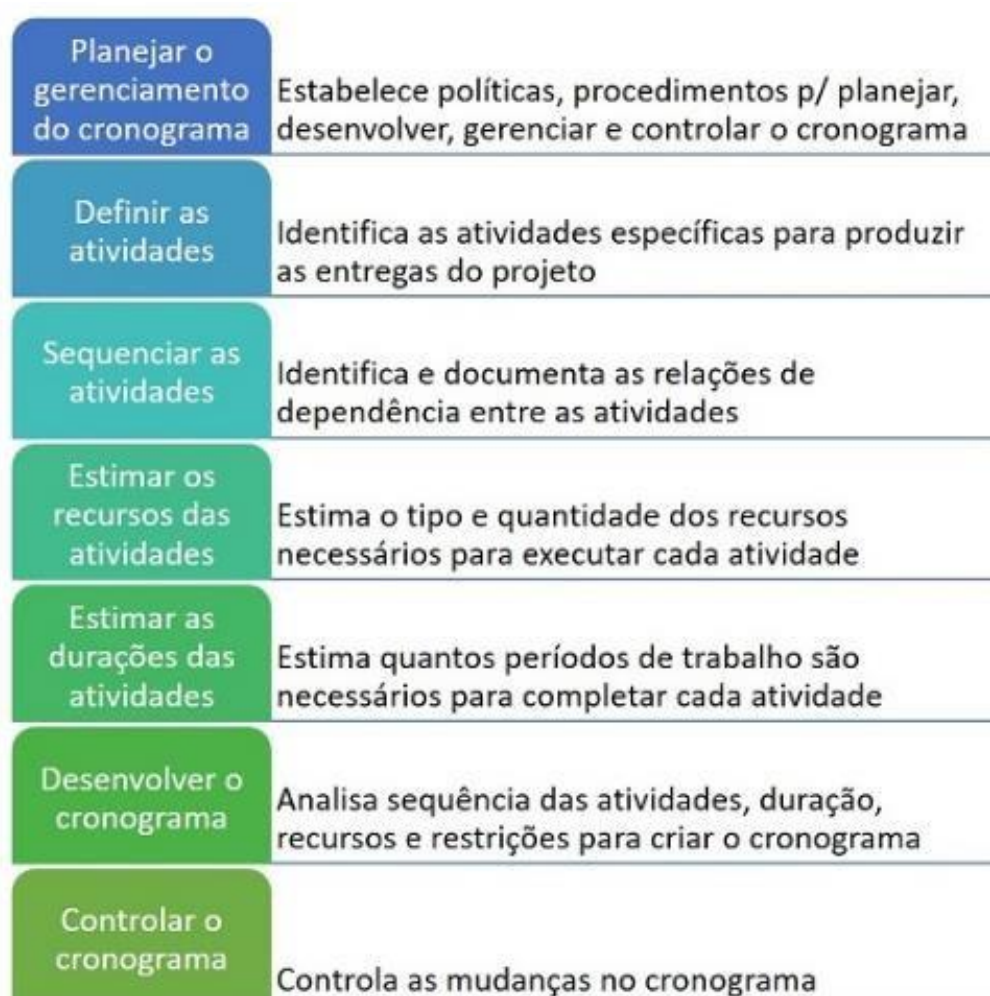 Planejar o
gerenciamento
do cronograma
Estabelece políticas, procedimentos p/ planejar,
desenvolver, gerenciar e controlar o cronograma
Definir as
atividades
Identifica as atividades específicas para produzir
as entregas do projeto
Sequenciar as
atividades
Identifica e documenta as relações de
dependência entre as atividades
Estimar os
recursos das
atividades
Estima o tipo e quantidade dos recursos
necessários para executar cada atividade
Estimar as
durações das
atividades
Estima quantos períodos de trabalho são
necessários para completar cada atividade
Desenvolver o
cronograma
Analisa sequência das atividades, duração,
recursos e restrições para criar o cronograma
Controlar o
cronograma
Controla as mudanças no cronograma